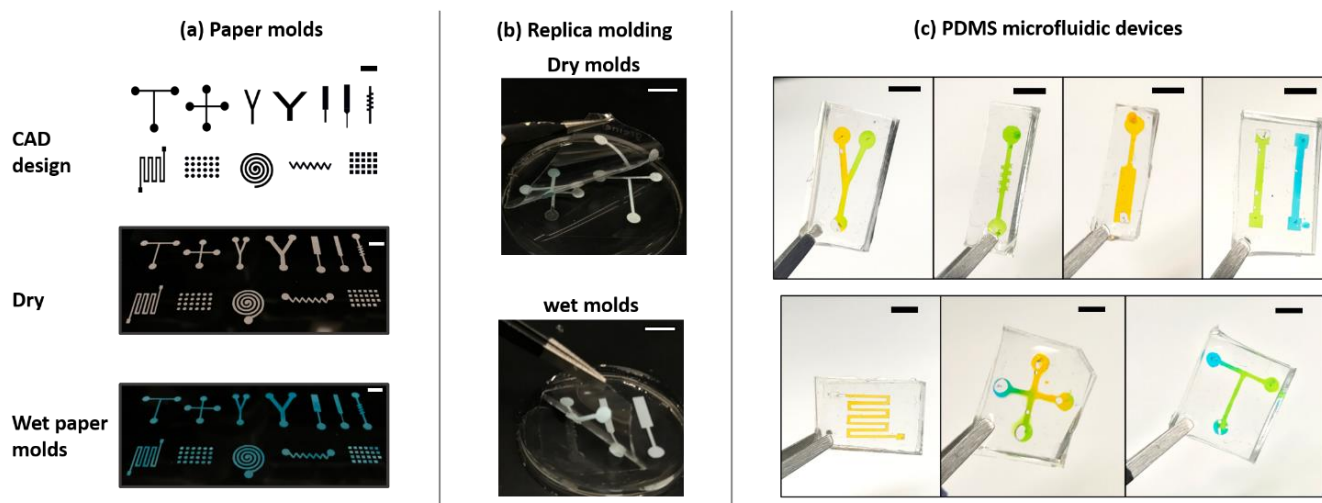 (a) Paper molds
(b) Replica molding
(c) PDMS microfluidic devices
CAD
design
Dry
Wet paper
molds
Dry molds
wet molds